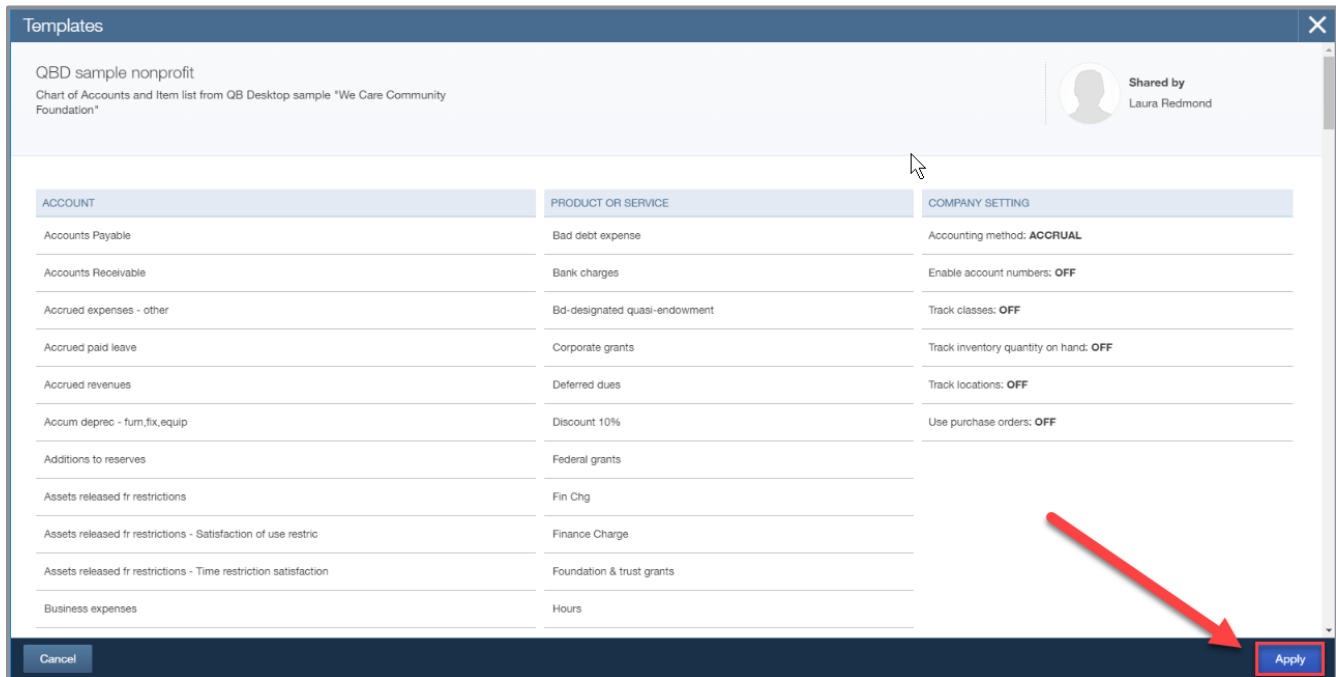 Templates
QBD sample nonprofit
Chart of Accounts and Item list from QB Desktop sample "We Care Community
Foundation"
Shared by
Laura Redmond
ACCOUNT
PRODUCT OR SERVICE
COMPANY SETTING
Accounts Payable
Bad debt expense
Accounting method: ACCRUAL
Accounts Receivable
Bank charges
Enable account numbers: OFF
Accrued expenses - other
Bd-designated quasi-endowment
Track classes: OFF
Accrued paid leave
Corporate grants
Track inventory quantity on hand: OFF
Accrued revenues
Deferred dues
Track locations: OFF
Accum deprec - furn,fix,equip
Discount 10%
Use purchase orders: OFF
Additions to reserves
Federal grants
Assets released fr restrictions
Fin Chg
Assets released fr restrictions - Satisfaction of use restric
Finance Charge
Assets released fr restrictions - Time restriction satisfaction
Foundation & trust grants
Business expenses
Hours
Cancel
Apply